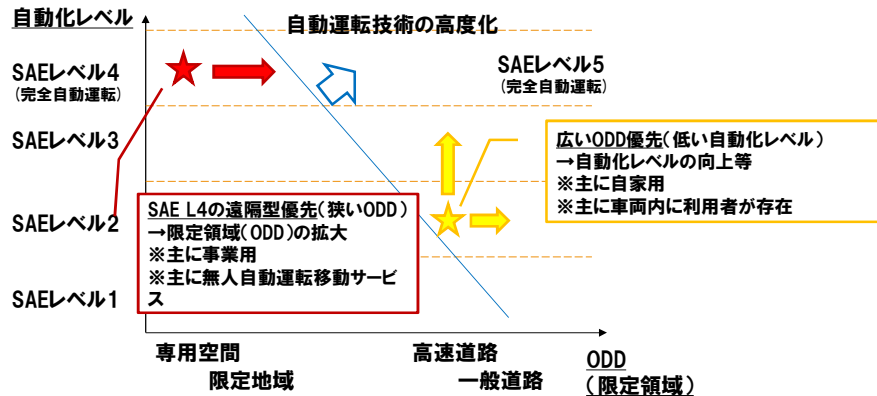 自動化レベル
自動運転技術の高度化
SAEレベル4
(完全自動運転)
SAEレベル5
(完全自動運転)
SAEレベル3
広いODD優先(低い自動化レベル)
→自動化レベルの向上等
※主に自家用
※主に車両内に利用者が存在
SAEレベル2
SAE L4の遠隔型優先(狭いODD)
→限定領域(ODD)の拡大
※主に事業用
※主に無人自動運転移動サービ
ス
SAEレベル1
専用空間
限定地域
高速道路
一般道路
ODD
(限定領域)